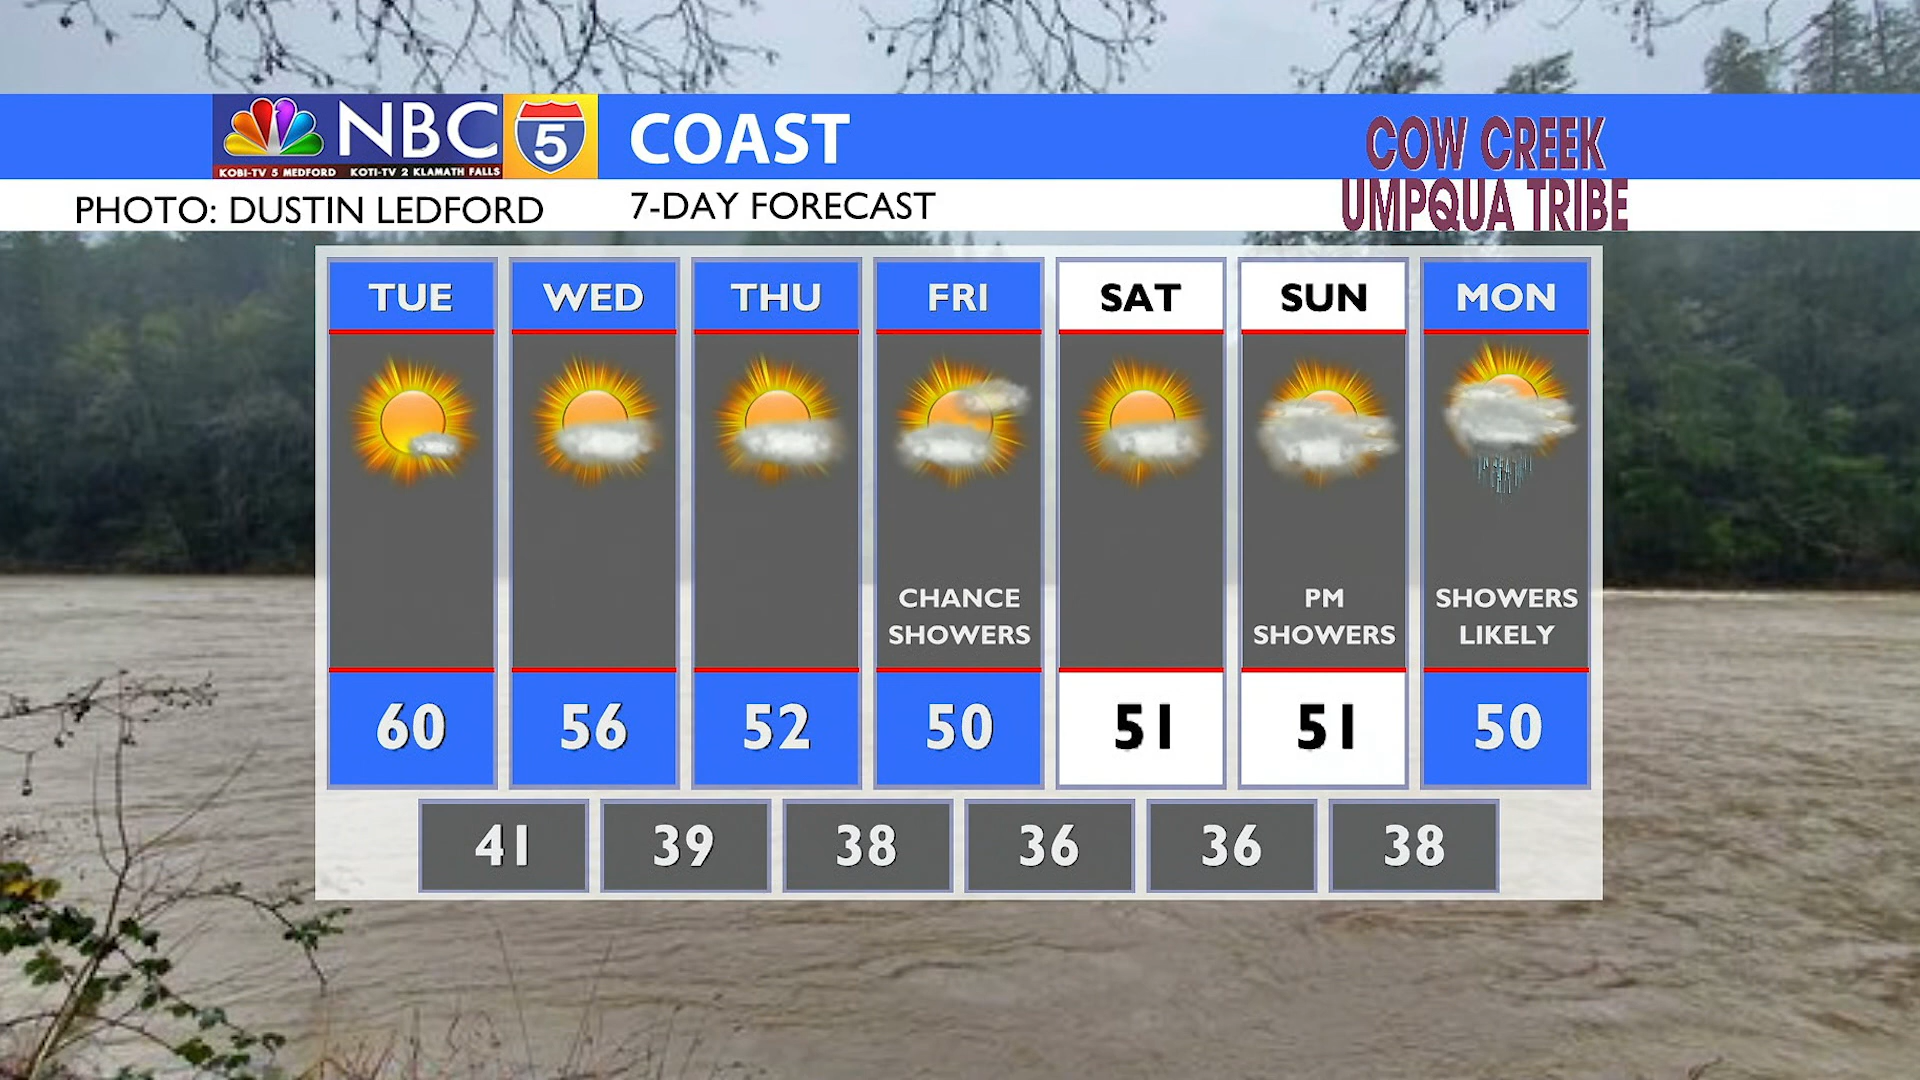 NBC 5
KOBI-TV 5 MEDFORD KOTI-TV 2 KLAMATH FALLS
COAST
COW CREEK
UMPQUA TRIBE
PHOTO: DUSTIN LEDFORD
7-DAY FORECAST
TUE WED THU FRI SAT SUN MON
CHANCE PM SHOWERS
SHOWERS SHOWERS LIKELY
60 56 52 50 51 51 50
41 39 38 36 36 38